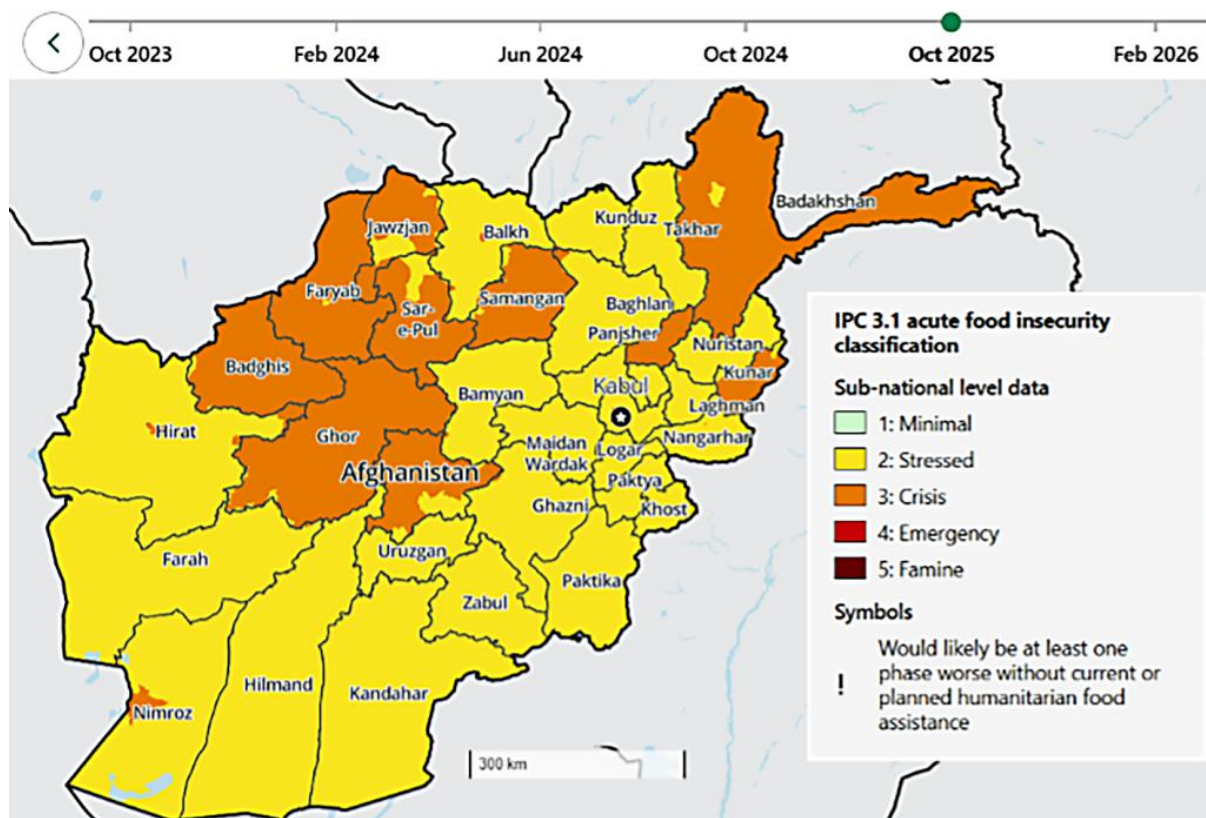 Oct 2023
Feb 2024
Jun 2024
Oct 2024
Oct 2025
Feb 2026
Jawzjan
Balkh
Kunduz
Takhar
Badakhshan
Faryab
Sar-
e-Pul
Samangan
Baghlan
Panjsher
Nuristan
Badghis
Kunar
Bamyan
Kabul
Laghman
Hirat
Ghor
Maidan
Wardak
Logar
Nangarhar
Afghanistan
Paktya
Ghazni
Khost
Farah
Uruzgan
Paktika
Zabul
Hilmand
Kandahar
Nimroz
300 km
IPC 3.1 acute food insecurity
classification
Sub-national level data
1: Minimal
2: Stressed
3: Crisis
4: Emergency
5: Famine
Symbols
! Would likely be at least one
phase worse without current or
planned humanitarian food
assistance